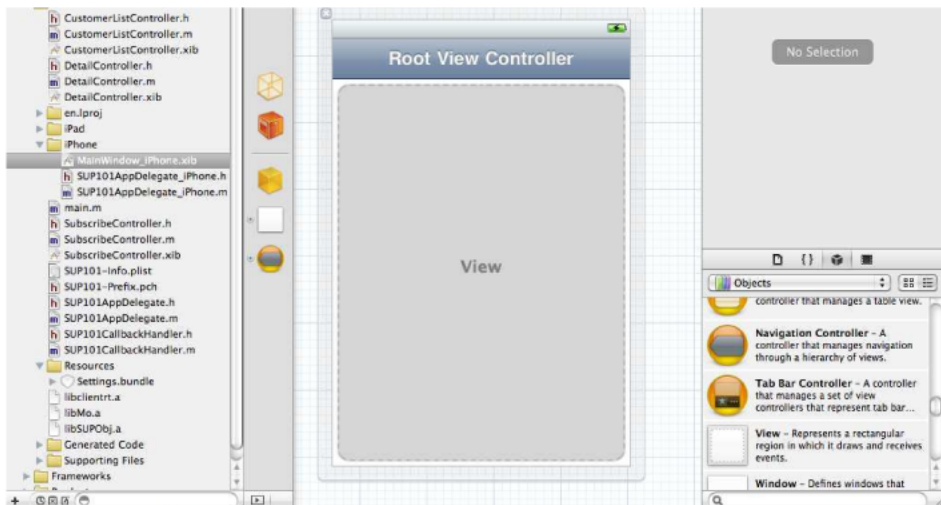 CustomerListController.h
CustomerListController.m
CustomerListController.xib
DetailController.h
DetailController.m
DetailController.xib
en.lproj
iPad
iPhone
MainWindow_iPhone.xib
SUP101AppDelegate_iPhone.h
SUP101AppDelegate_iPhone.m
main.m
SubscribeController.h
SubscribeController.m
SubscribeController.xib
SUP101-Info.plist
SUP101-Prefix.pch
SUP101AppDelegate.h
SUP101AppDelegate.m
SUP101CallbackHandler.h
SUP101CallbackHandler.m
Resources
Settings.bundle
libclientrt.a
libMo.a
libSUPObj.a
Generated Code
Supporting Files
Frameworks
Root View Controller
View
No Selection
Objects
controller that manages a table view.
Navigation Controller – A
controller that manages navigation
through a hierarchy of views.
Tab Bar Controller – A controller
that manages a set of view
controllers that represent tab bar...
View – Represents a rectangular
region in which it draws and receives
events.
Window – Defines windows that